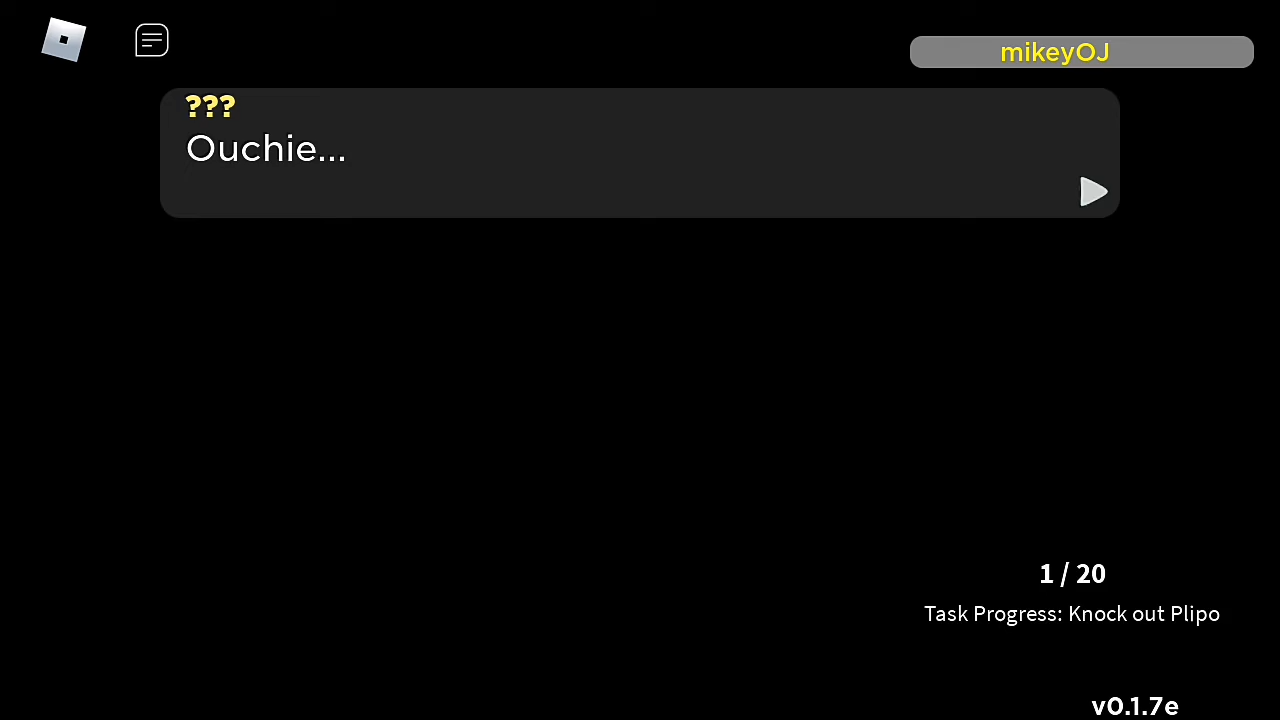 mikeyOJ
???
Ouchie...
1 / 20
Task Progress: Knock out Plipo
v0.1.7e